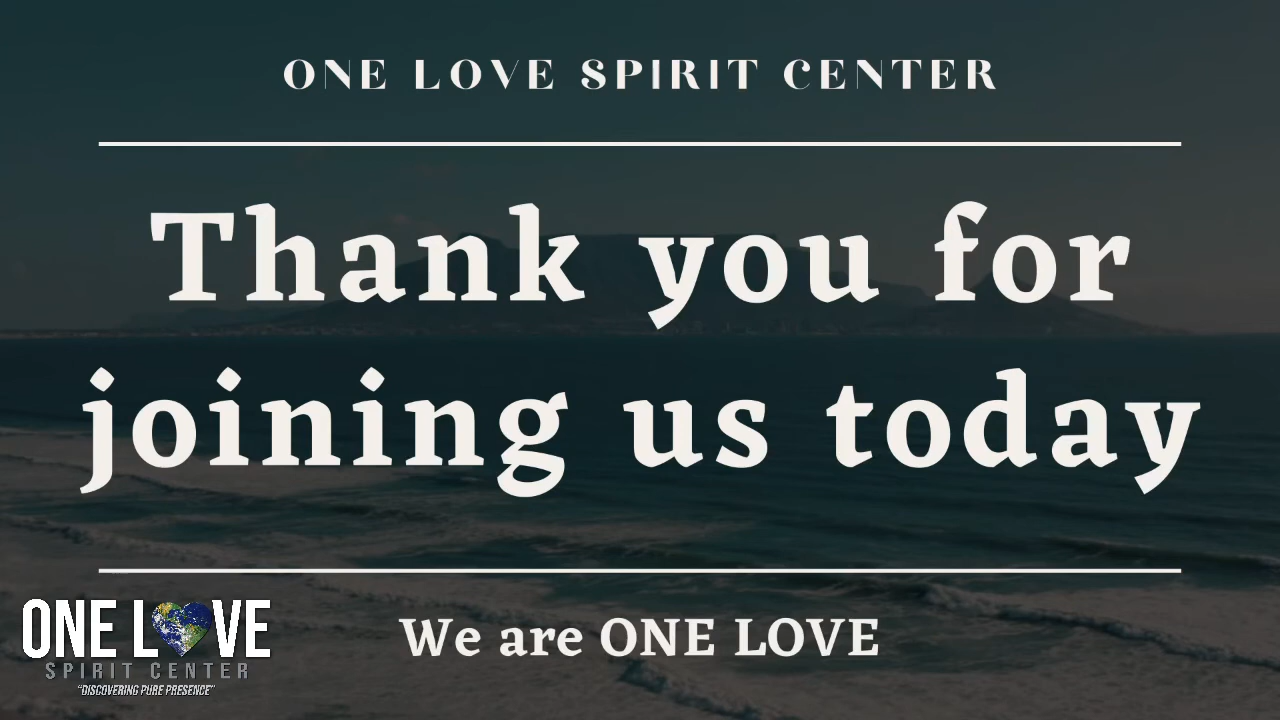 ONE LOVE SPIRIT CENTER
Thank you for
joining us today
We are ONE LOVE
ONE LOVE
SPIRIT CENTER
"DISCOVERING PURE PRESENCE"